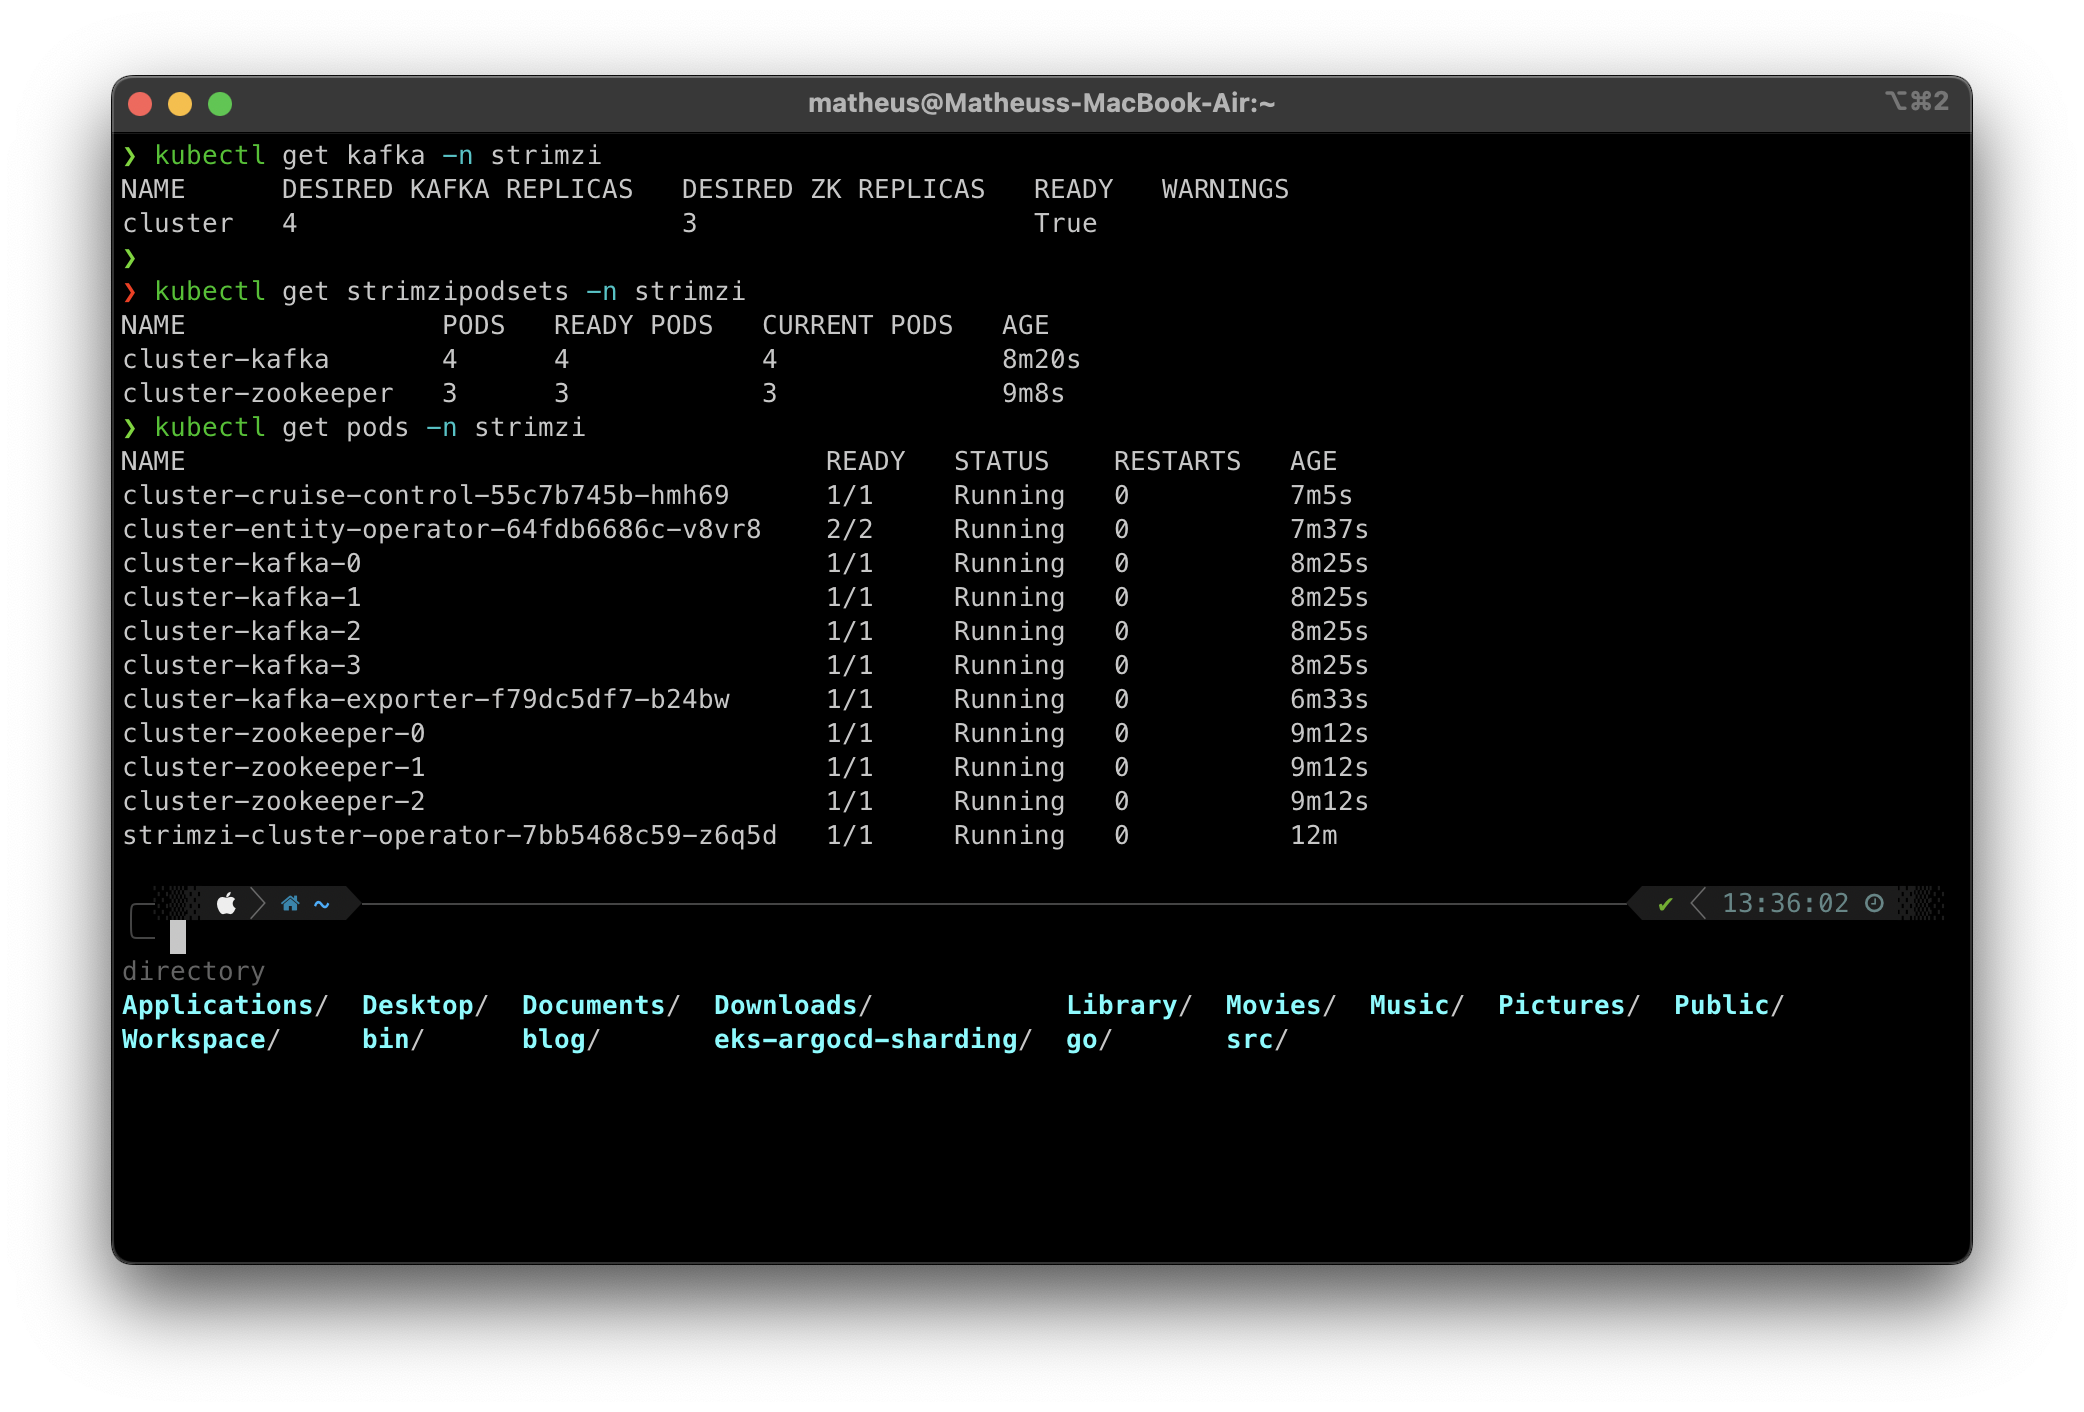 matheus@Matheuss-MacBook-Air:~ ⌥⌘2
❯ kubectl get kafka -n strimzi
NAME      DESIRED KAFKA REPLICAS   DESIRED ZK REPLICAS   READY   WARNINGS
cluster   4                        3                     True
❯
❯ kubectl get strimzipodsets -n strimzi
NAME                PODS   READY PODS   CURRENT PODS   AGE
cluster-kafka       4      4            4              8m20s
cluster-zookeeper   3      3            3              9m8s
❯ kubectl get pods -n strimzi
NAME                                        READY   STATUS    RESTARTS   AGE
cluster-cruise-control-55c7b745b-hmh69      1/1     Running   0          7m5s
cluster-entity-operator-64fdb6686c-v8vr8    2/2     Running   0          7m37s
cluster-kafka-0                             1/1     Running   0          8m25s
cluster-kafka-1                             1/1     Running   0          8m25s
cluster-kafka-2                             1/1     Running   0          8m25s
cluster-kafka-3                             1/1     Running   0          8m25s
cluster-kafka-exporter-f79dc5df7-b24bw      1/1     Running   0          6m33s
cluster-zookeeper-0                         1/1     Running   0          9m12s
cluster-zookeeper-1                         1/1     Running   0          9m12s
cluster-zookeeper-2                         1/1     Running   0          9m12s
strimzi-cluster-operator-7bb5468c59-z6q5d   1/1     Running   0          12m
~ ✔ 13:36:02
directory
Applications/  Desktop/  Documents/  Downloads/            Library/  Movies/  Music/  Pictures/  Public/
Workspace/     bin/      blog/       eks-argocd-sharding/  go/       src/